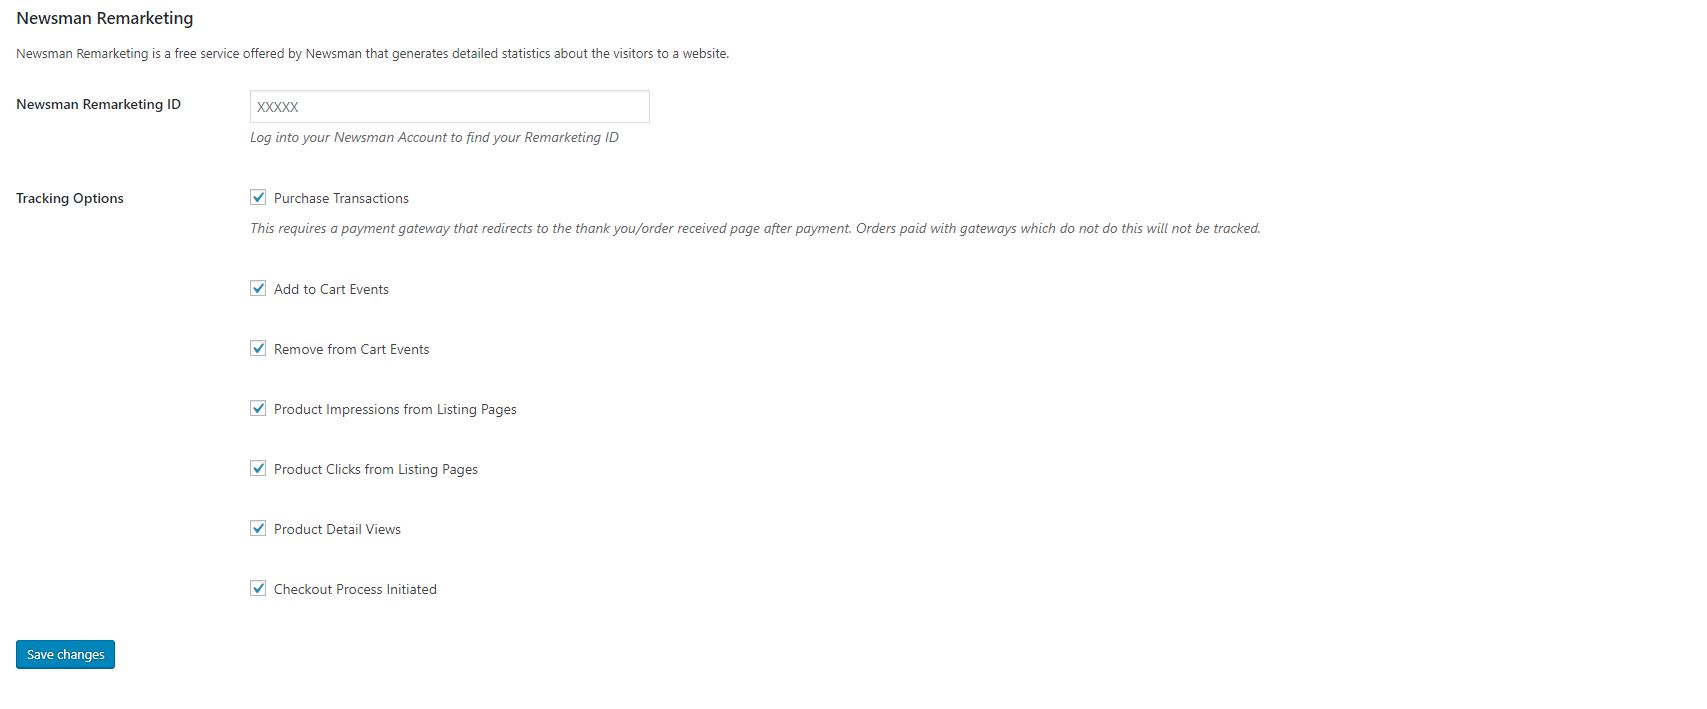 Newsman Remarketing
Newsman Remarketing is a free service offered by Newsman that generates detailed statistics about the visitors to a website.
Newsman Remarketing ID
XXXXX
Log into your Newsman Account to find your Remarketing ID
Tracking Options
Purchase Transactions
This requires a payment gateway that redirects to the thank you/order received page after payment. Orders paid with gateways which do not do this will not be tracked.
Add to Cart Events
Remove from Cart Events
Product Impressions from Listing Pages
Product Clicks from Listing Pages
Product Detail Views
Checkout Process Initiated
Save changes